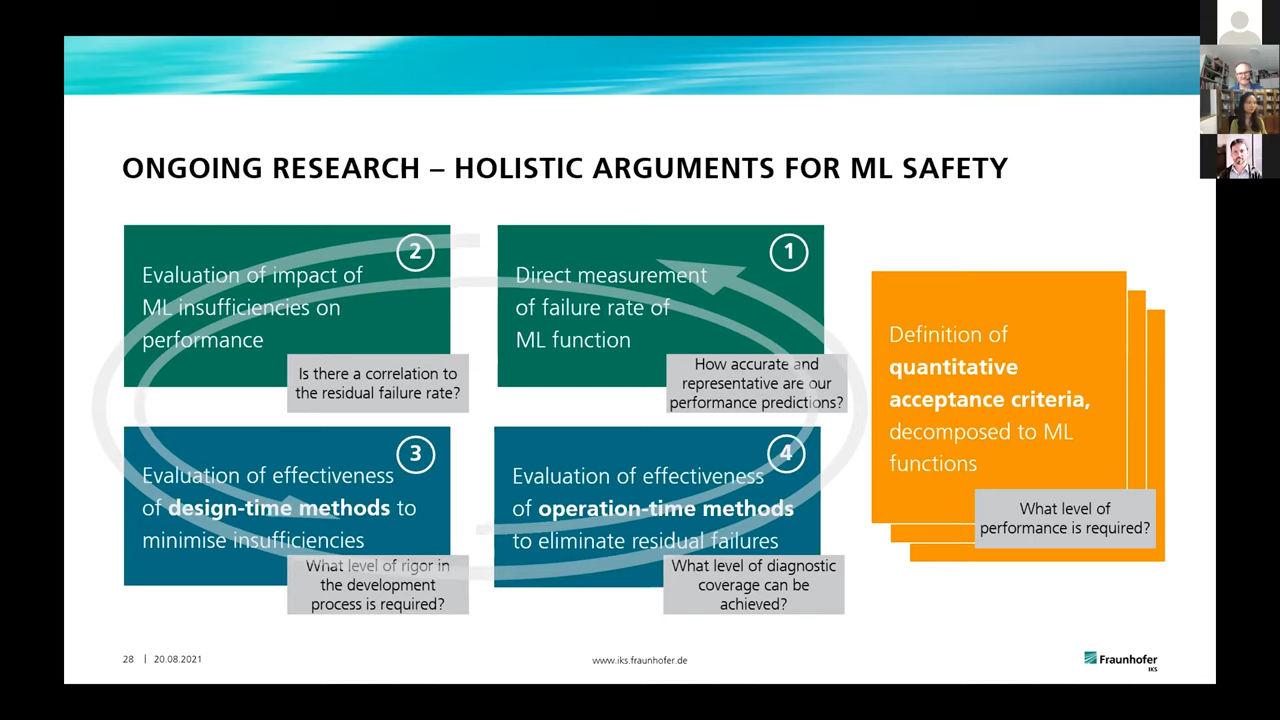 ONGOING RESEARCH – HOLISTIC ARGUMENTS FOR ML SAFETY
2
Evaluation of impact of
ML insufficiencies on
performance
Is there a correlation to
the residual failure rate?
1
Direct measurement
of failure rate of
ML function
How accurate and
representative are our
performance predictions?
3
Evaluation of effectiveness
of design-time methods to
minimise insufficiencies
What level of rigor in
the development
process is required?
4
Evaluation of effectiveness
of operation-time methods
to eliminate residual failures
What level of diagnostic
coverage can be
achieved?
Definition of
quantitative
acceptance criteria,
decomposed to ML
functions
What level of
performance is required?
28 | 20.08.2021
www.iks.fraunhofer.de
Fraunhofer
IKS